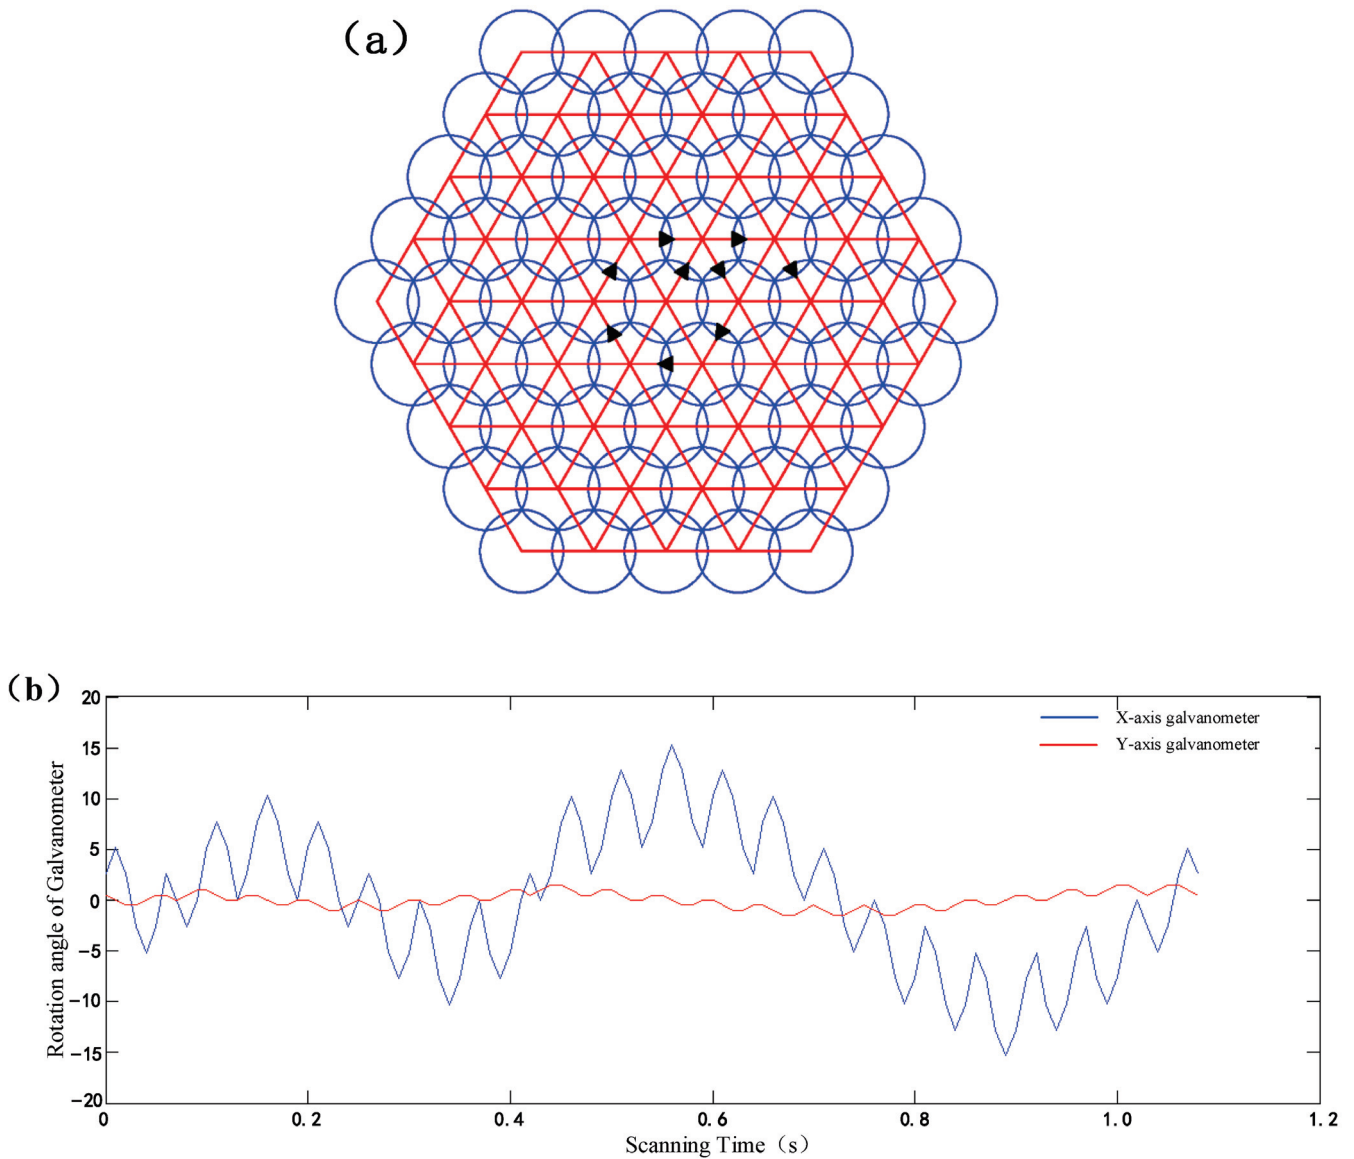 （a）
（b）
20
15
10
5
0
−5
−10
−15
−20
Rotation angle of Galvanometer
X-axis galvanometer
Y-axis galvanometer
0 0.2 0.4 0.6 0.8 1.0 1.2
Scanning Time（s）